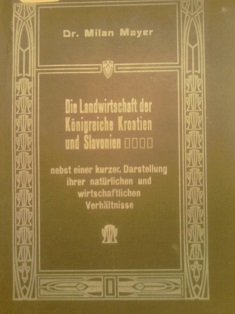 Dr. Milan Mayer
Die Landwirtschaft der
Königreiche Kroatien
und Slavonien
nebst einer kurzer. Darstellung
ihrer natürlichen und
wirtschaftlichen
Verhältnisse